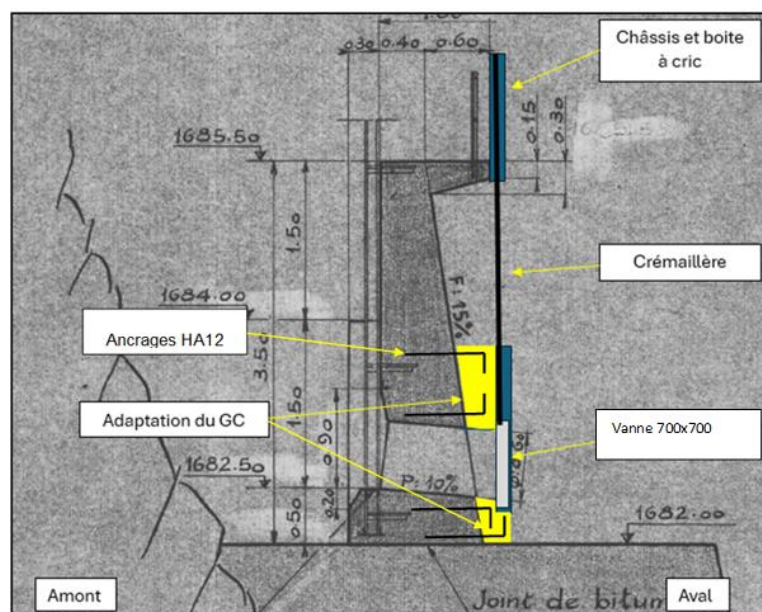 Châssis et boite
à cric
0.30
0.40
0.60
0.15
0.30
1685.50
1.50
Crémaillère
1684.00
F: 15%
Ancrages HA12
3.50
1.50
Adaptation du GC
0.90
Vanne 700x700
1682.50
P: 10%
0.20
0.50
1682.00
Amont
Joint de bitum
Aval